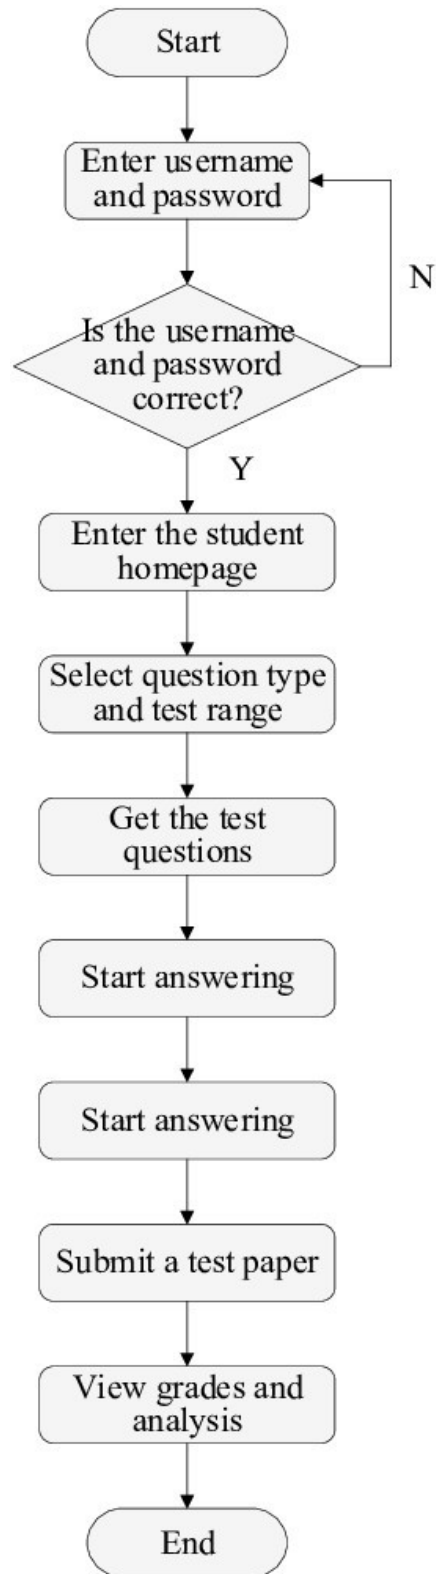 Start
Enter username
and password
N
Is the username
and password
correct?
Y
Enter the student
homepage
Select question type
and test range
Get the test
questions
Start answering
Start answering
Submit a test paper
View grades and
analysis
End